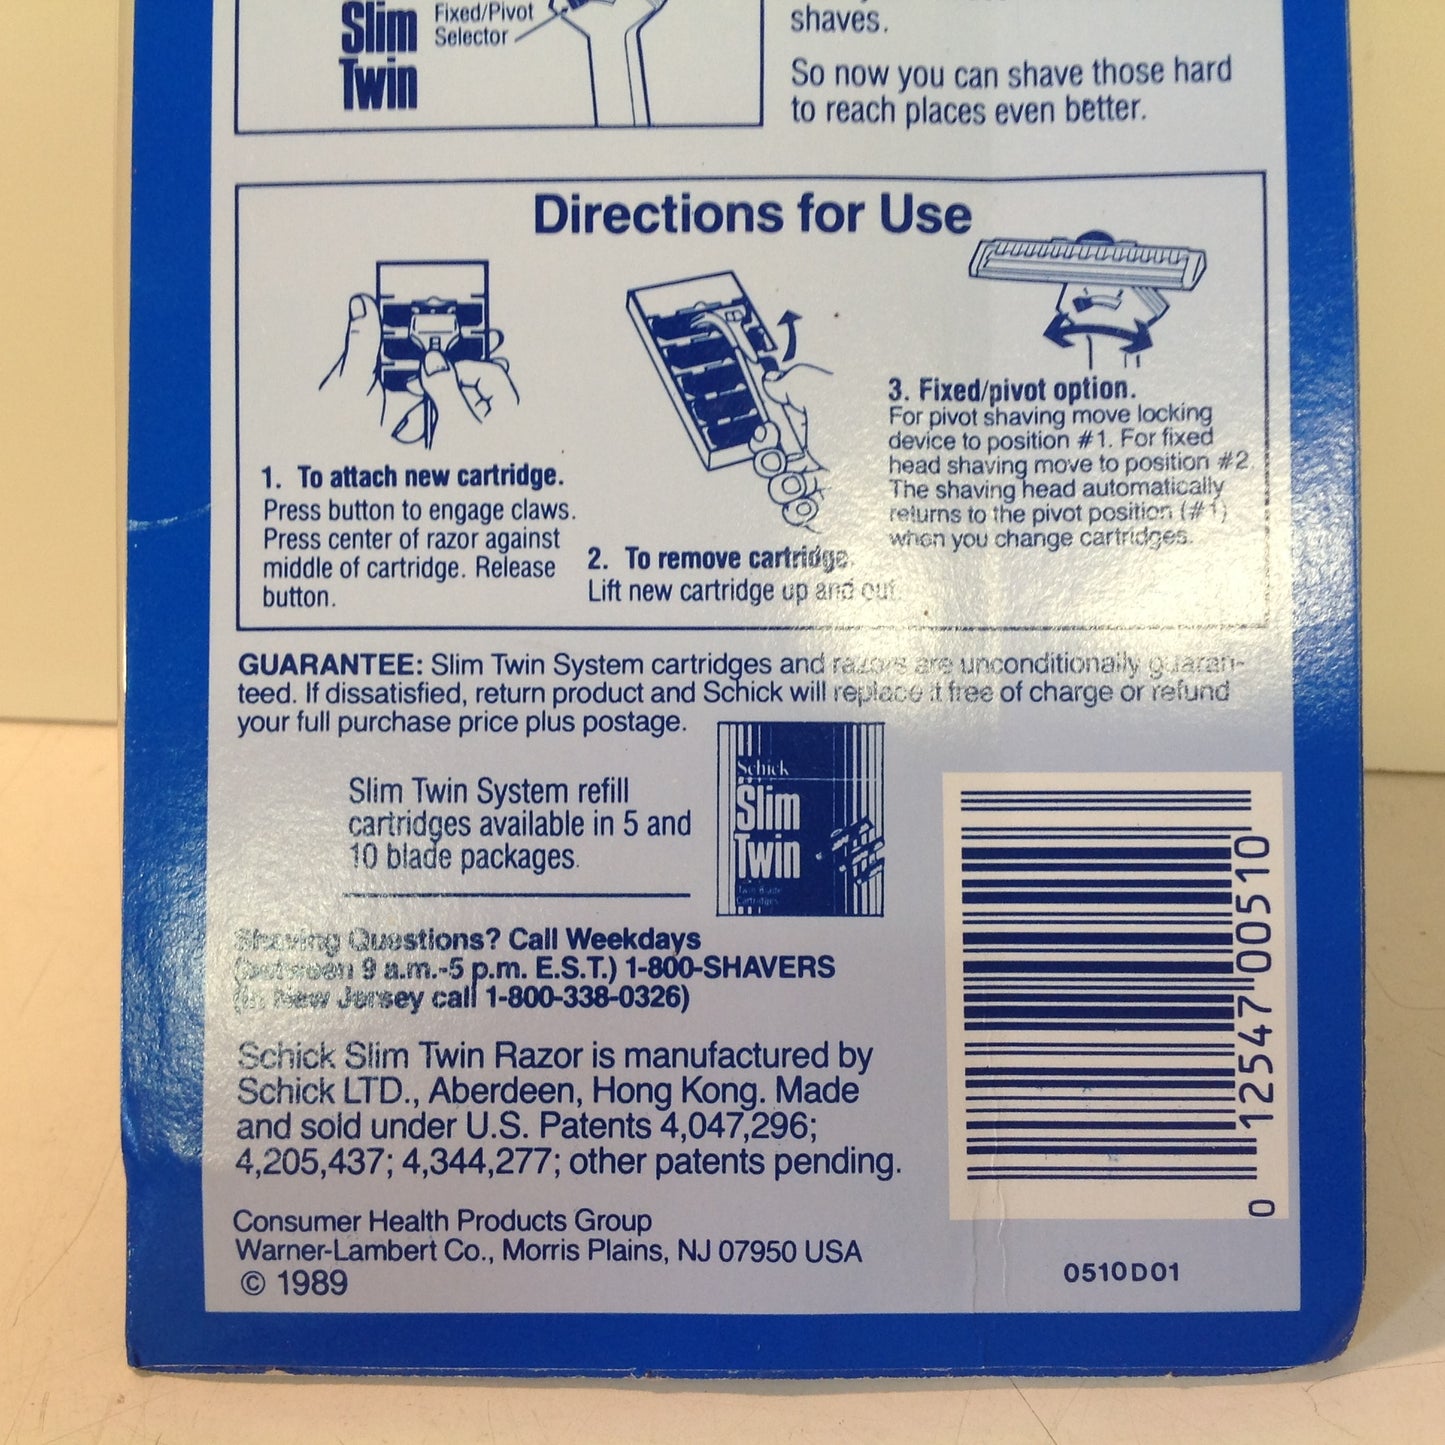 Slim
Twin
Fixed/Pivot
Selector
shaves.
So now you can shave those hard
to reach places even better.
Directions for Use
1. To attach new cartridge.
Press button to engage claws.
Press center of razor against
middle of cartridge. Release
button.
2. To remove cartridge.
Lift new cartridge up and out.
3. Fixed/pivot option.
For pivot shaving move locking
device to position #1. For fixed
head shaving move to position #2.
The shaving head automatically
returns to the pivot position (#1)
when you change cartridges.
GUARANTEE: Slim Twin System cartridges and razors are unconditionally guaran-
teed. If dissatisfied, return product and Schick will replace it free of charge or refund
your full purchase price plus postage.
Slim Twin System refill
cartridges available in 5 and
10 blade packages.
Schick
Slim
Twin
Twin Blade
Cartridges
Shaving Questions? Call Weekdays
(between 9 a.m.-5 p.m. E.S.T.) 1-800-SHAVERS
(in New Jersey call 1-800-338-0326)
Schick Slim Twin Razor is manufactured by
Schick LTD., Aberdeen, Hong Kong. Made
and sold under U.S. Patents 4,047,296;
4,205,437; 4,344,277; other patents pending.
Consumer Health Products Group
Warner-Lambert Co., Morris Plains, NJ 07950 USA
© 1989
0 12547 00510 0
0510D01